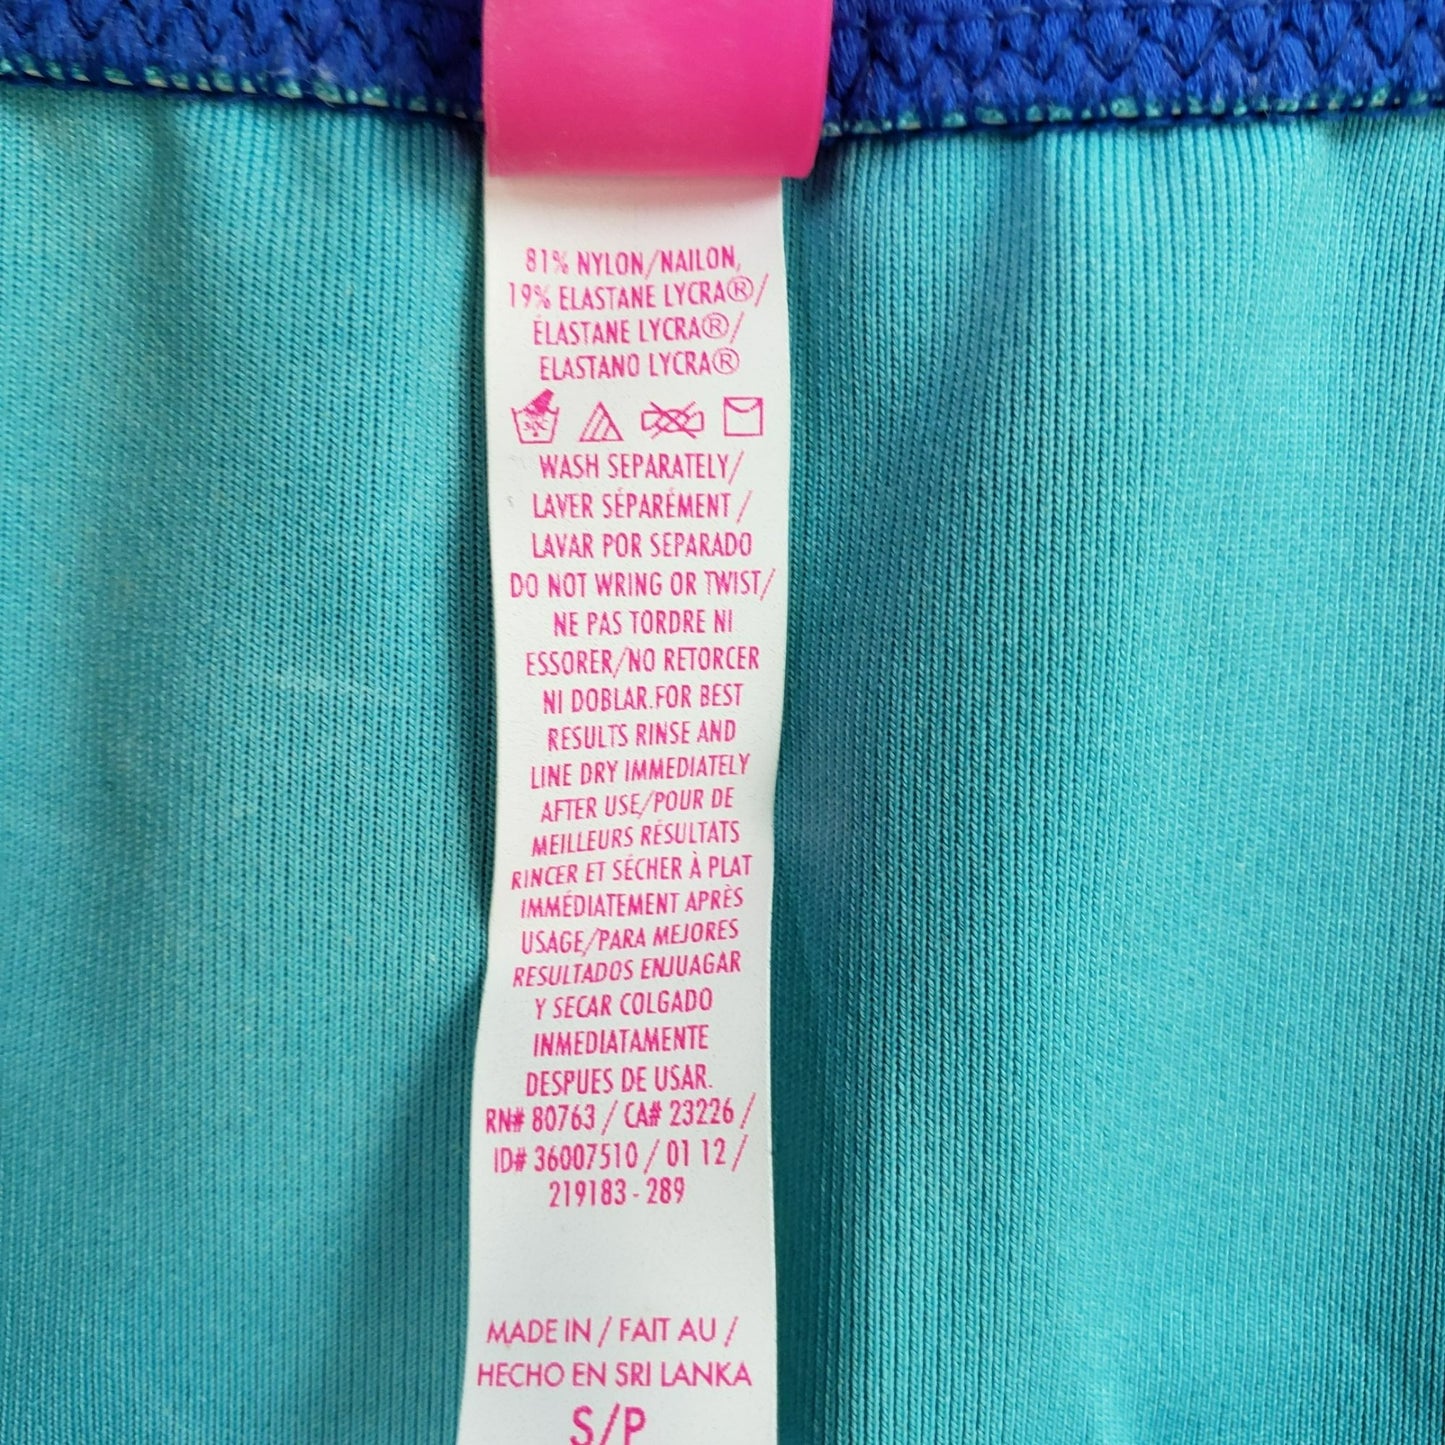 81% NYLON/NAILON,
19% ELASTANE LYCRA®/
ÉLASTANE LYCRA®/
ELASTANO LYCRA®
30C
WASH SEPARATELY/
LAVER SÉPARÉMENT /
LAVAR POR SEPARADO
DO NOT WRING OR TWIST/
NE PAS TORDRE NI
ESSORER/NO RETORCER
NI DOBLAR.FOR BEST
RESULTS RINSE AND
LINE DRY IMMEDIATELY
AFTER USE/POUR DE
MEILLEURS RÉSULTATS
RINCER ET SÉCHER À PLAT
IMMÉDIATEMENT APRÈS
USAGE/PARA MEJORES
RESULTADOS ENJUAGAR
Y SECAR COLGADO
INMEDIATAMENTE
DESPUES DE USAR.
RN# 80763 / CA# 23226 /
ID# 36007510 / 01 12 /
219183 - 289
MADE IN / FAIT AU /
HECHO EN SRI LANKA
S/P